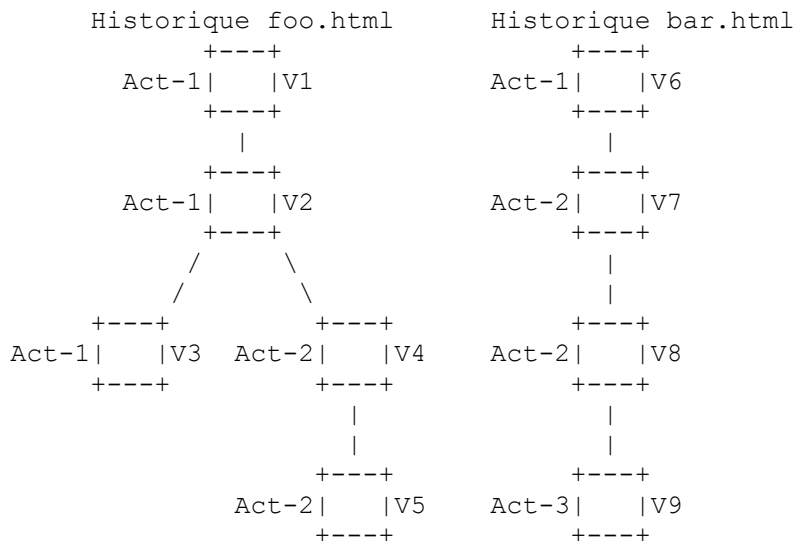 Historique foo.html Historique bar.html
+---+ +---+
Act-1| |V1 Act-1| |V6
+---+ +---+
| |
+---+ +---+
Act-1| |V2 Act-2| |V7
+---+ +---+
/ \ |
/ \ |
+---+ +---+ +---+
Act-1| |V3 Act-2| |V4 Act-2| |V8
+---+ +---+ +---+
| |
| |
+---+ +---+
Act-2| |V5 Act-3| |V9
+---+ +---+